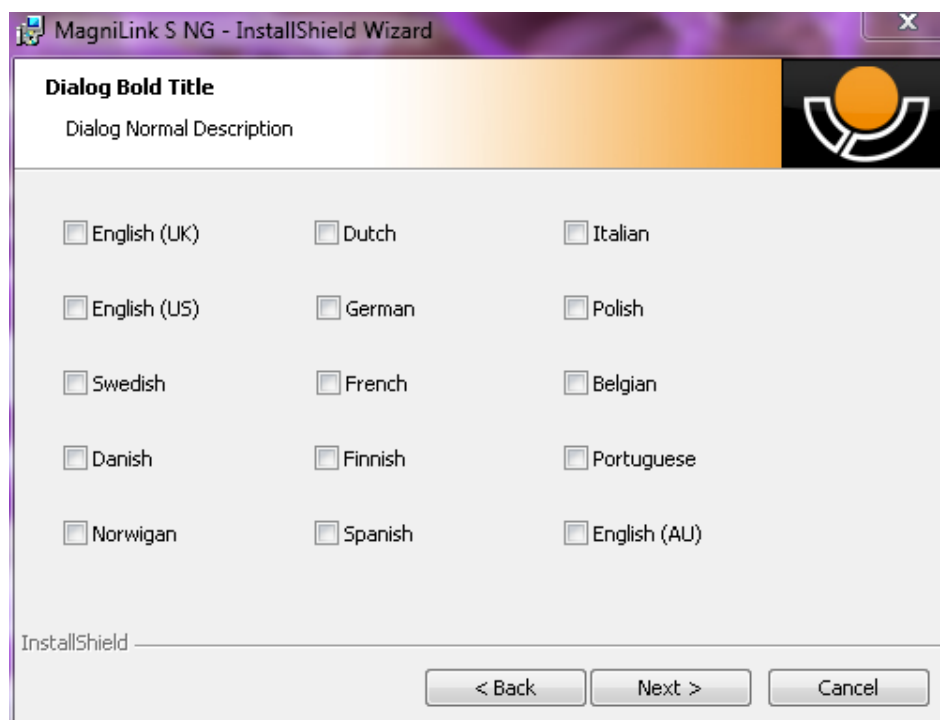 MagniLink S NG - InstallShield Wizard
X
Dialog Bold Title
Dialog Normal Description
English (UK) Dutch Italian
English (US) German Polish
Swedish French Belgian
Danish Finnish Portuguese
Norwigan Spanish English (AU)
InstallShield
< Back Next > Cancel